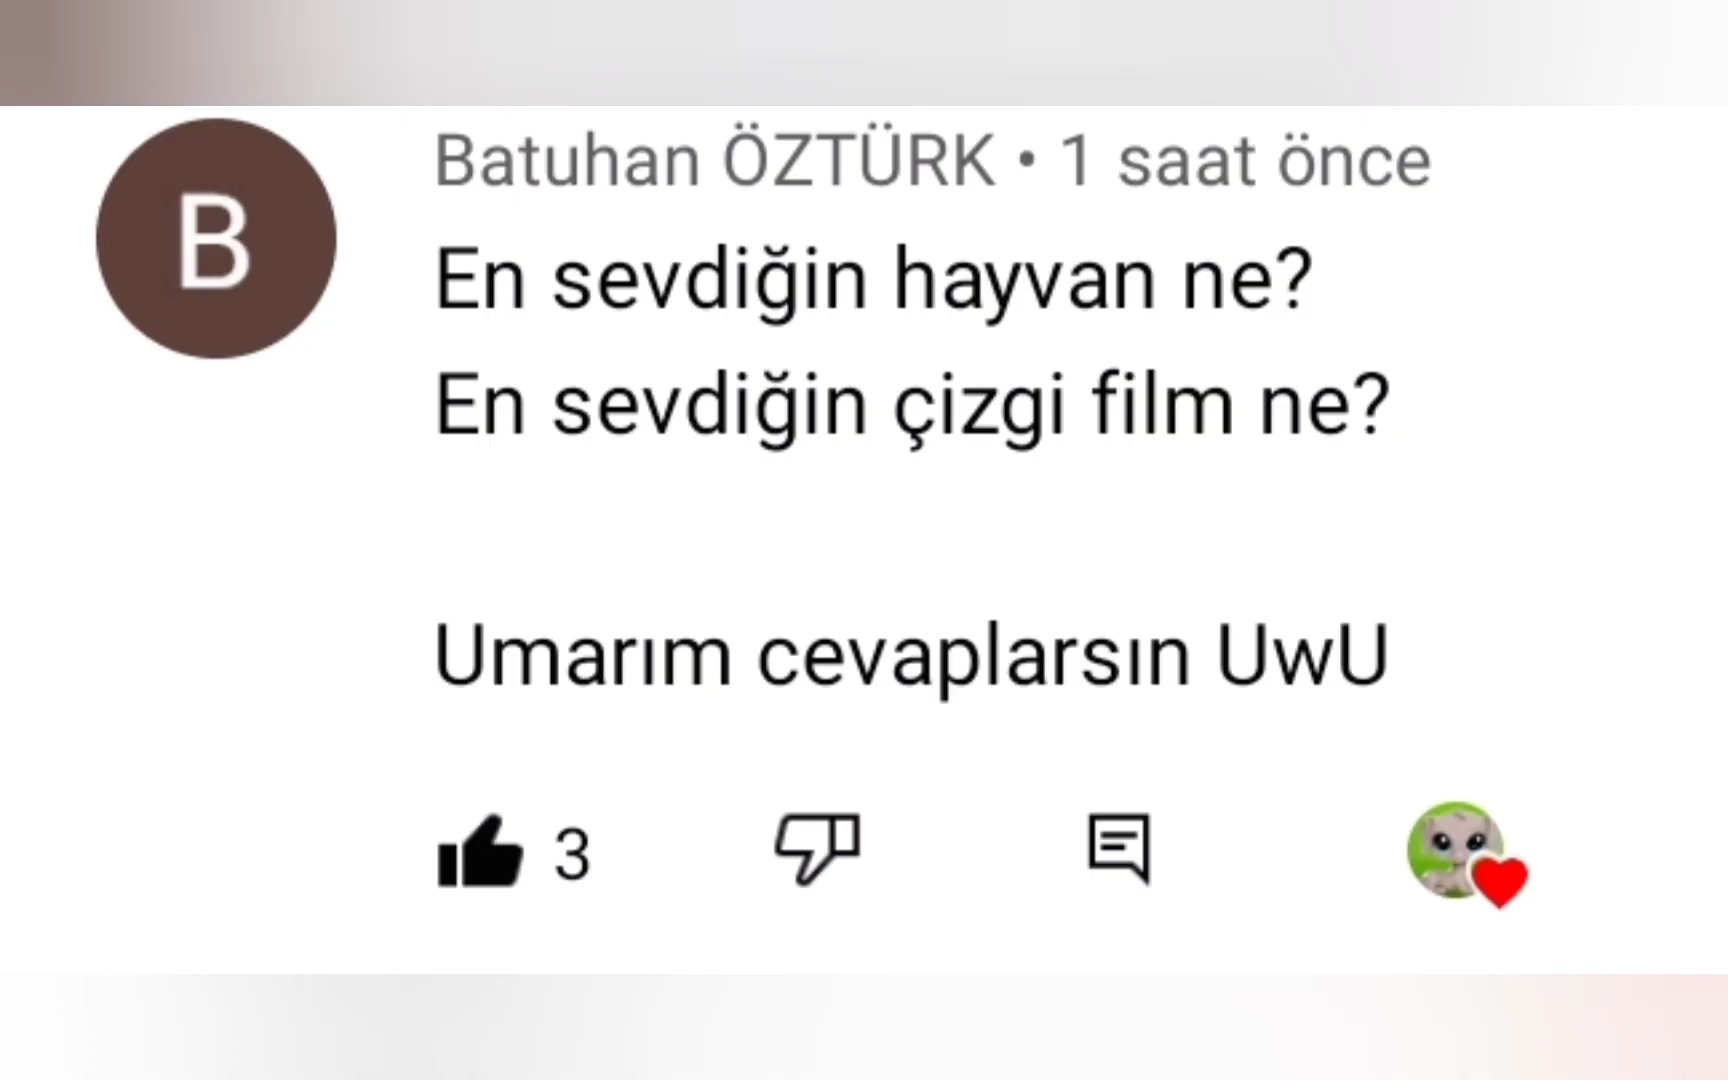 B
Batuhan ÖZTÜRK • 1 saat önce
En sevdiğin hayvan ne?
En sevdiğin çizgi film ne?
Umarım cevaplarsın UwU
3